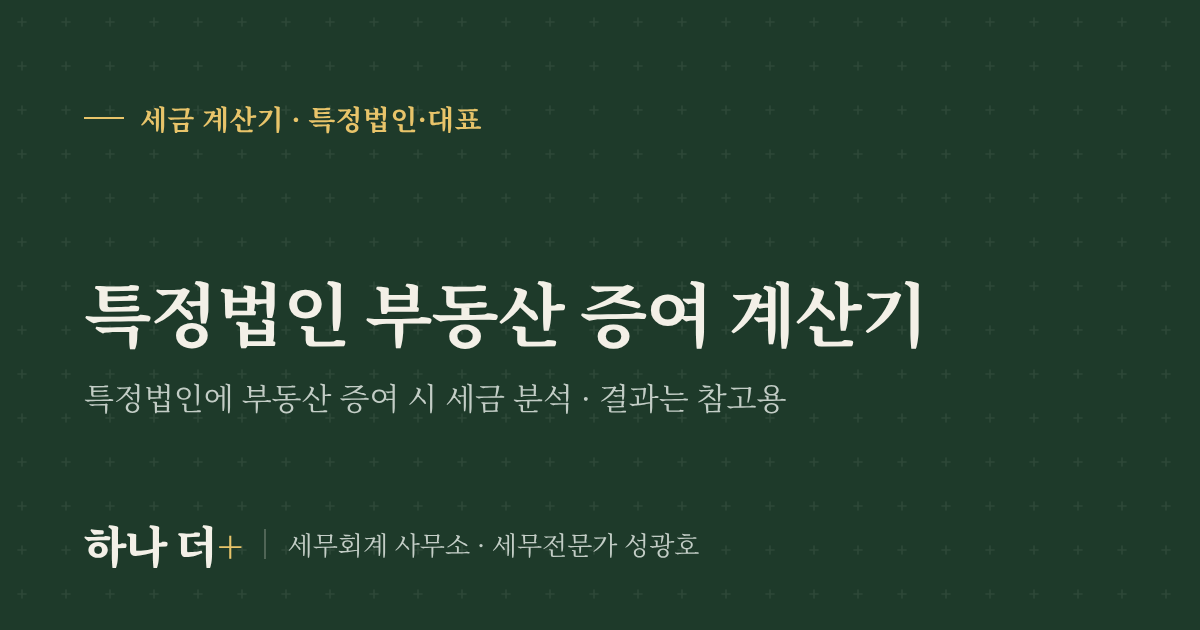 세금 계산기 · 특정법인·대표
특정법인 부동산 증여 계산기
특정법인에 부동산 증여 시 세금 분석 · 결과는 참고용
하나 더+ 세무회계 사무소 · 세무전문가 성광호